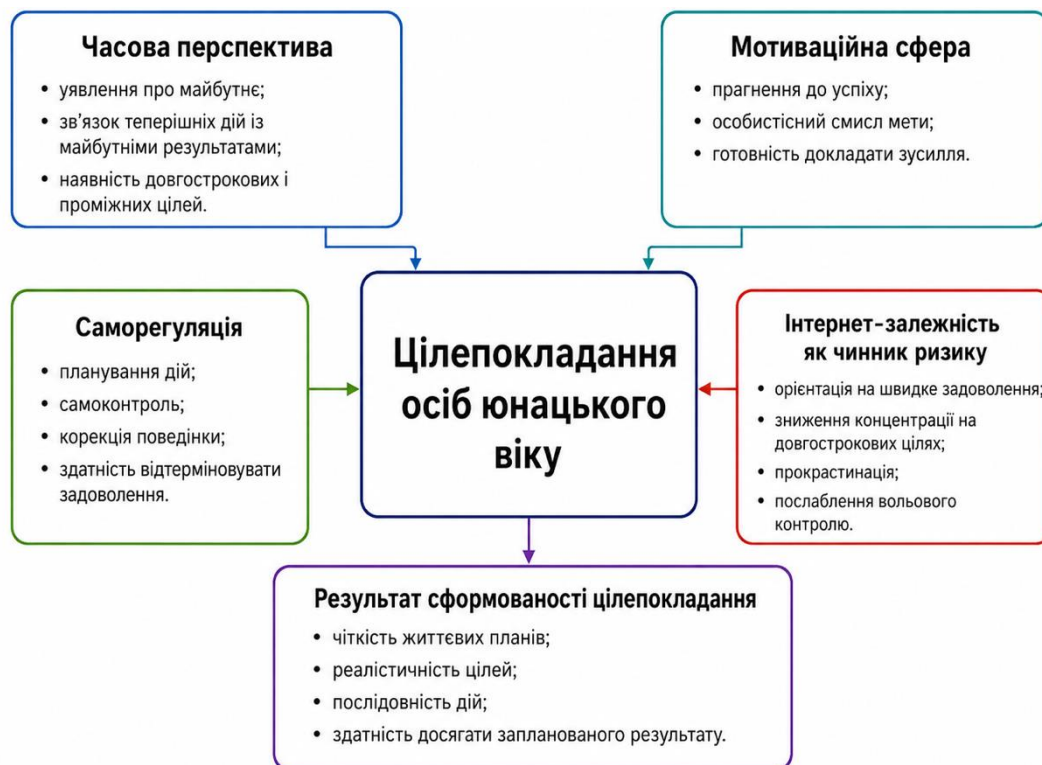 Часова перспектива
• уявлення про майбутнє;
• зв'язок теперішніх дій із
майбутніми результатами;
• наявність довгострокових і
проміжних цілей.
Мотиваційна сфера
• прагнення до успіху;
• особистісний смисл мети;
• готовність докладати зусилля.
Саморегуляція
• планування дій;
• самоконтроль;
• корекція поведінки;
• здатність відтерміновувати
задоволення.
Цілепокладання
осіб юнацького
віку
Інтернет-залежність
як чинник ризику
• орієнтація на швидке задоволення;
• зниження концентрації на
довгострокових цілях;
• прокрастинація;
• послаблення вольового
контролю.
Результат сформованості цілепокладання
• чіткість життєвих планів;
• реалістичність цілей;
• послідовність дій;
• здатність досягати запланованого результату.